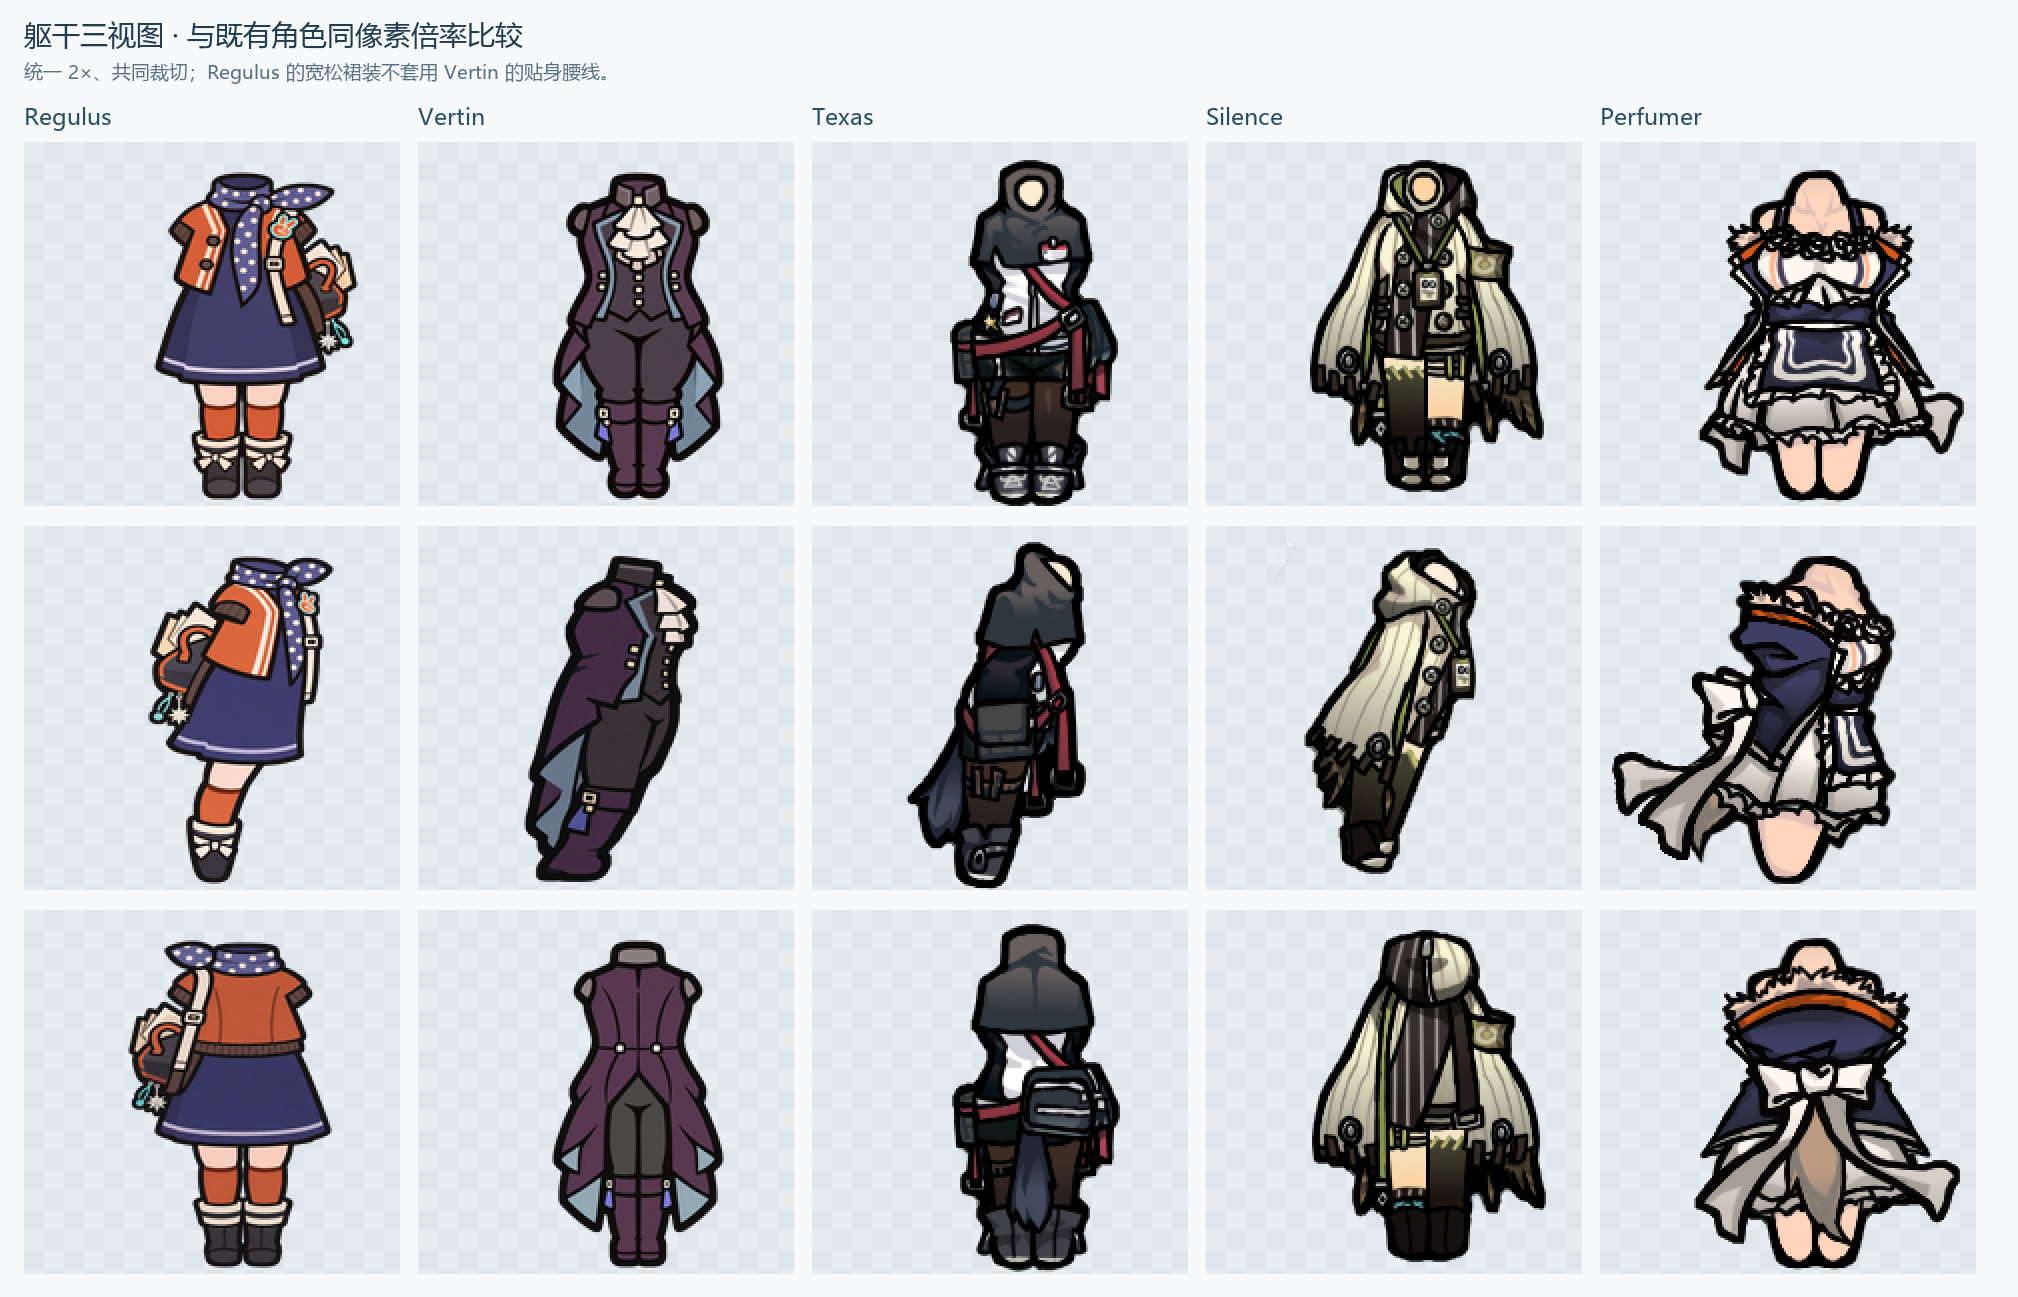 躯干三视图 · 与既有角色同像素倍率比较
统一 2×、共同裁切；Regulus 的宽松裙装不套用 Vertin 的贴身腰线。
Regulus
Vertin
Texas
Silence
Perfumer